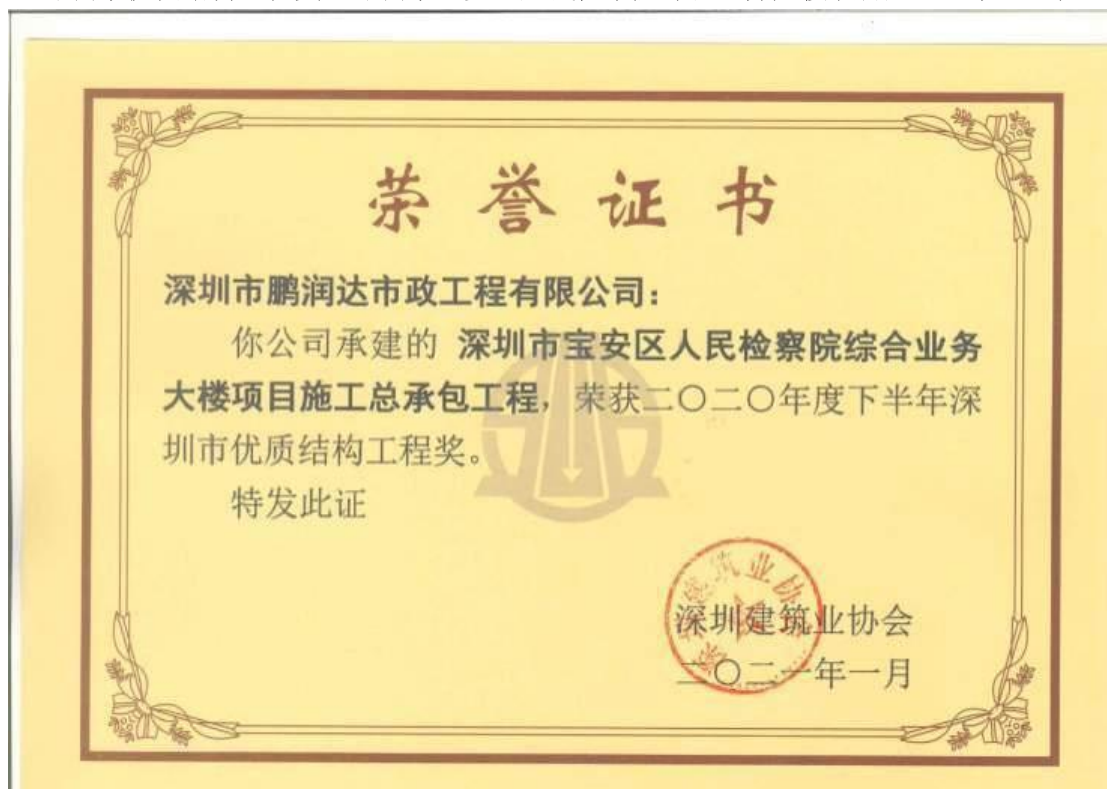 荣誉证书
深圳市鹏润达市政工程有限公司：
你公司承建的 深圳市宝安区人民检察院综合业务
大楼项目施工总承包工程，荣获二〇二〇年度下半年深
圳市优质结构工程奖。
特发此证
深圳建筑业协会
二〇二一年一月